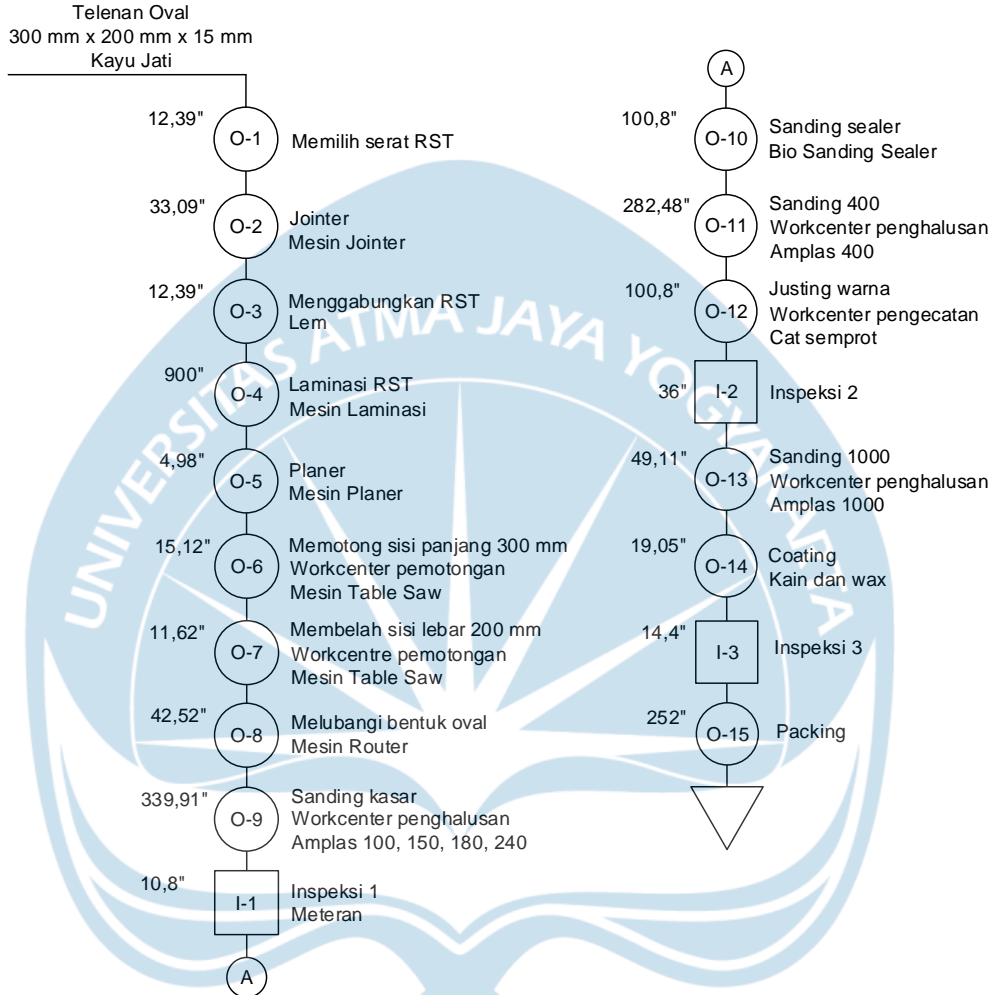 Telenan Oval
300 mm x 200 mm x 15 mm
Kayu Jati
12,39"
O-1
Memilih serat RST
33,09"
O-2
Jointer
Mesin Jointer
12,39"
O-3
Menggabungkan RST
Lem
900"
O-4
Laminasi RST
Mesin Laminasi
4,98"
O-5
Planer
Mesin Planer
15,12"
O-6
Memotong sisi panjang 300 mm
Workcenter pemotongan
Mesin Table Saw
11,62"
O-7
Membelah sisi lebar 200 mm
Workcentre pemotongan
Mesin Table Saw
42,52"
O-8
Melubangi bentuk oval
Mesin Router
339,91"
O-9
Sanding kasar
Workcenter penghalusan
Amplas 100, 150, 180, 240
10,8"
I-1
Inspeksi 1
Meteran
A
A
100,8"
O-10
Sanding sealer
Bio Sanding Sealer
282,48"
O-11
Sanding 400
Workcenter penghalusan
Amplas 400
100,8"
O-12
Justing warna
Workcenter pengecatan
Cat semprot
36"
I-2
Inspeksi 2
49,11"
O-13
Sanding 1000
Workcenter penghalusan
Amplas 1000
19,05"
O-14
Coating
Kain dan wax
14,4"
I-3
Inspeksi 3
252"
O-15
Packing
UNIVERSITAS ATMA JAYA YOGYAKARTA